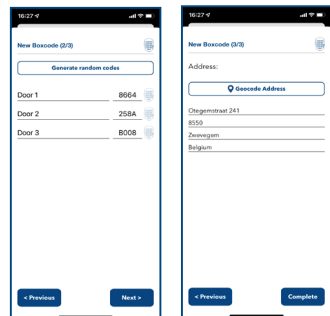 16:27
New Boxcode (2/3)
Generate random codes
Door 1 8664
Door 2 258A
Door 3 B008
< Previous Next >
16:27
New Boxcode (3/3)
Address:
Geocode Address
Otegemstraat 241
8550
Zwevegem
Belgium
< Previous Complete